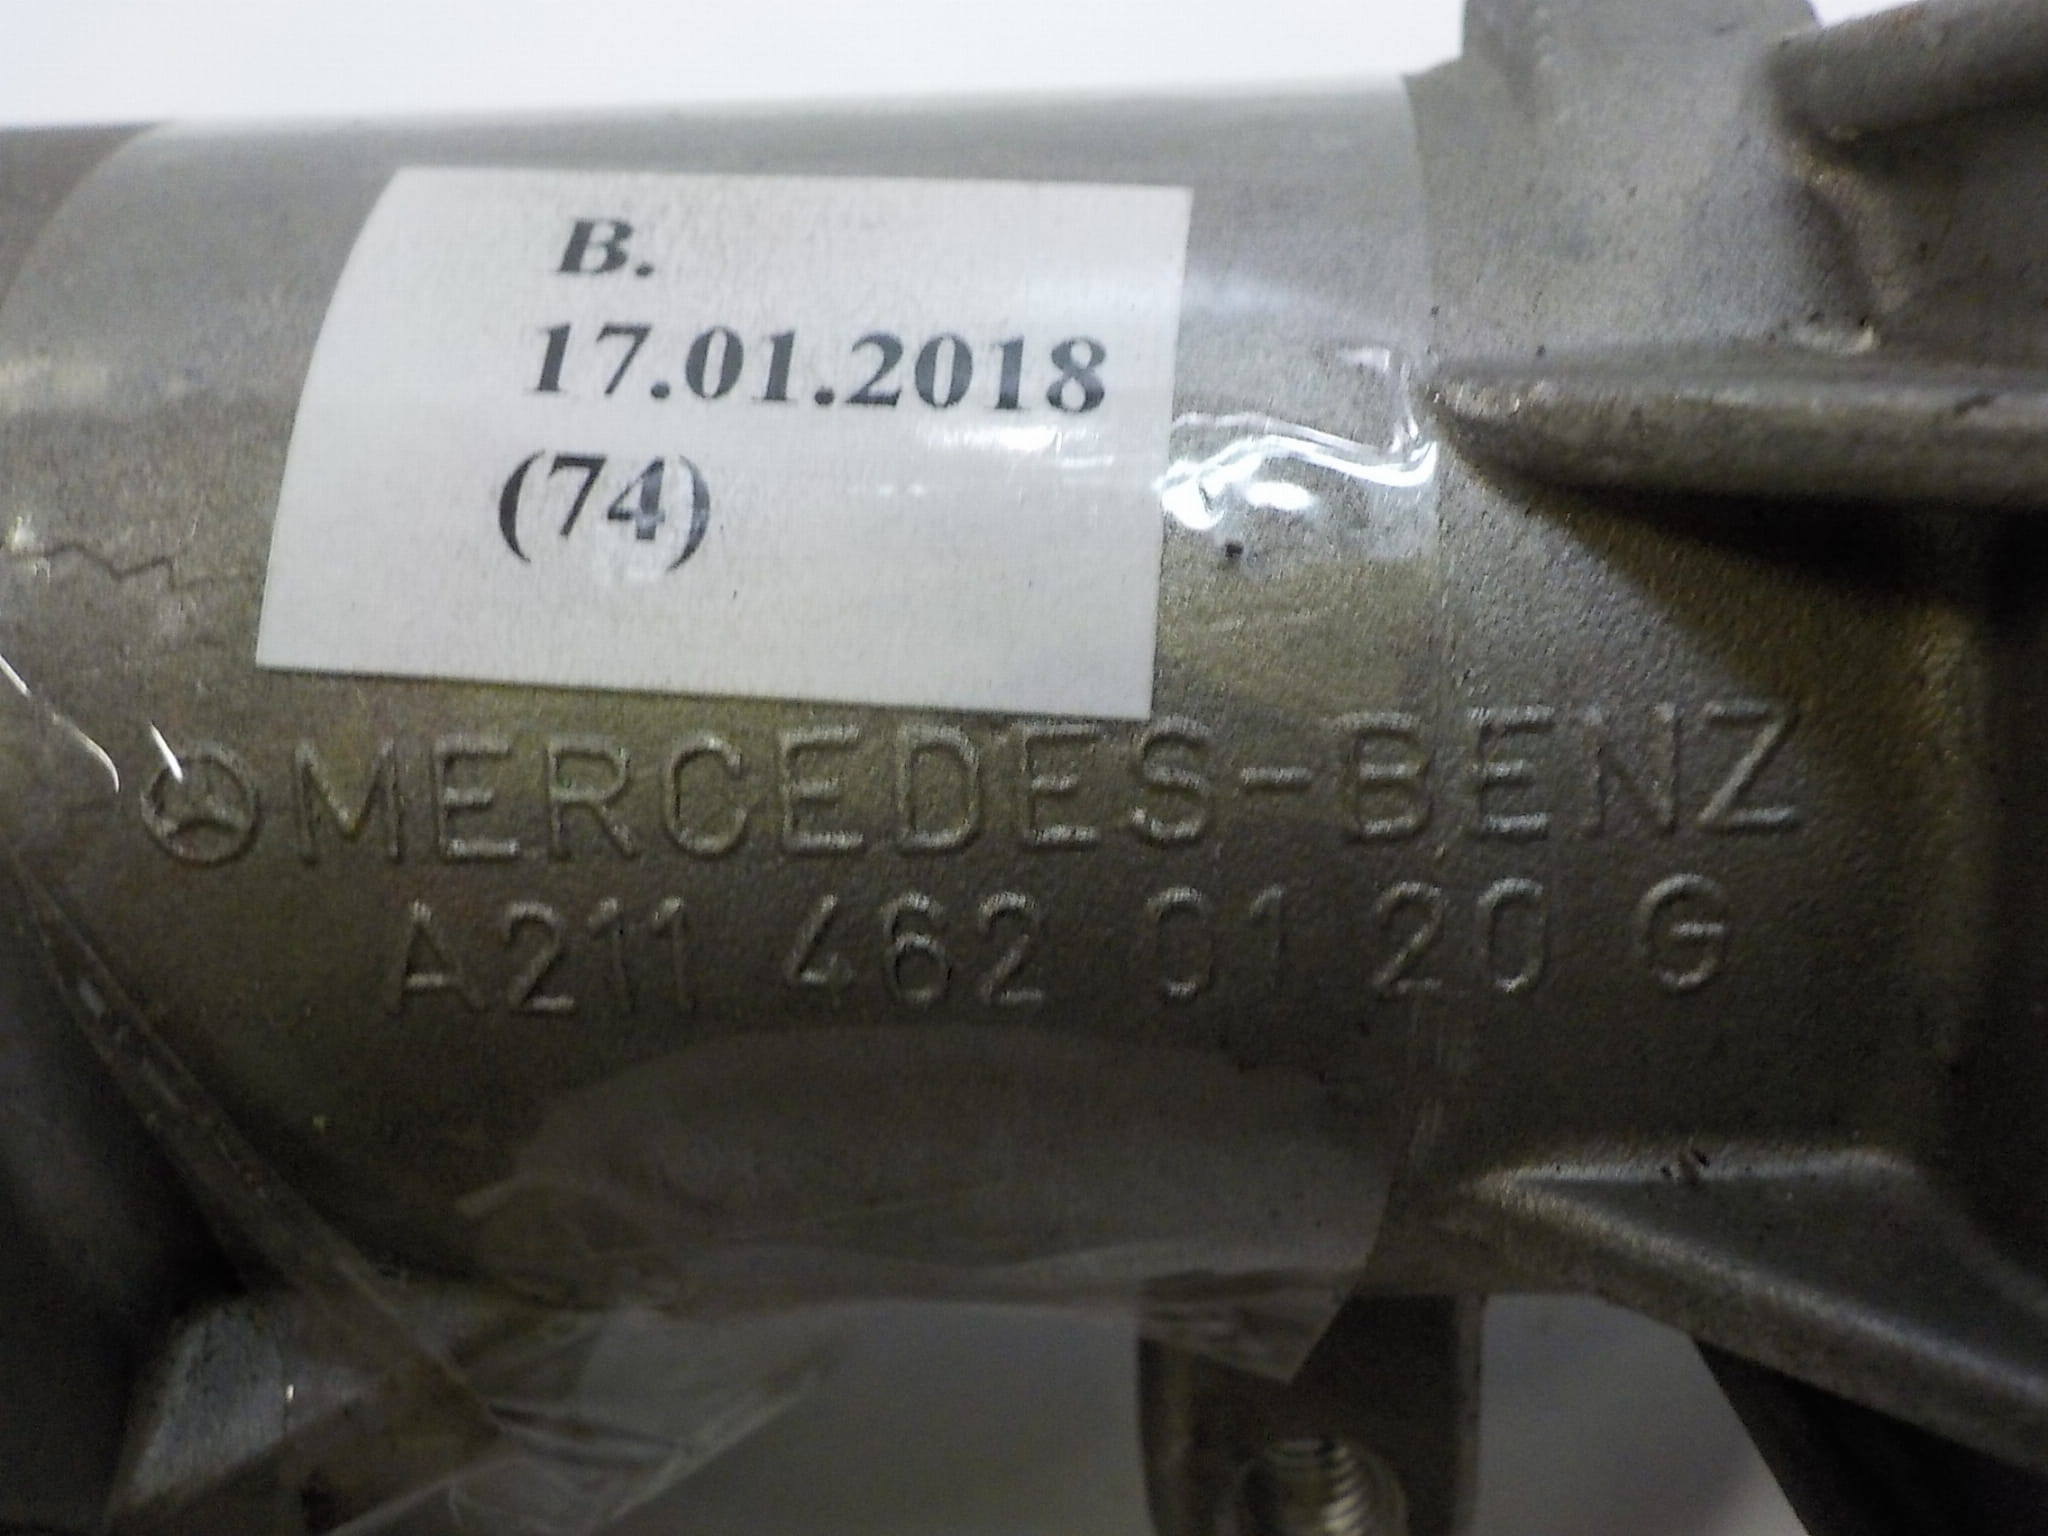 B.
17.01.2018
(74)
MERCEDES-BENZ
A211 462 01 20 G